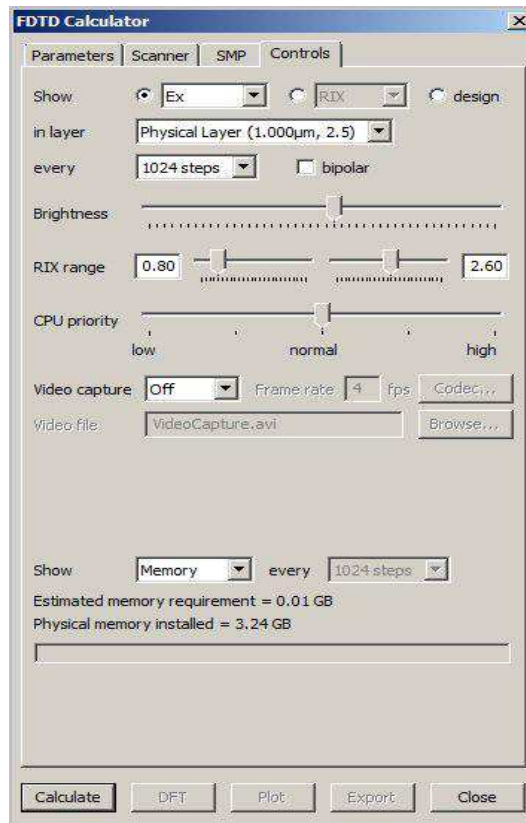 FDTD Calculator
Parameters Scanner SMP Controls
Show Ex RIX design
in layer Physical Layer (1.000µm, 2.5)
every 1024 steps bipolar
Brightness
RIX range 0.80 2.60
CPU priority
low normal high
Video capture Off Frame rate 4 fps Codec...
Video file VideoCapture.avi Browse...
Show Memory every 1024 steps
Estimated memory requirement = 0.01 GB
Physical memory installed = 3.24 GB
Calculate DFT Plot Export Close